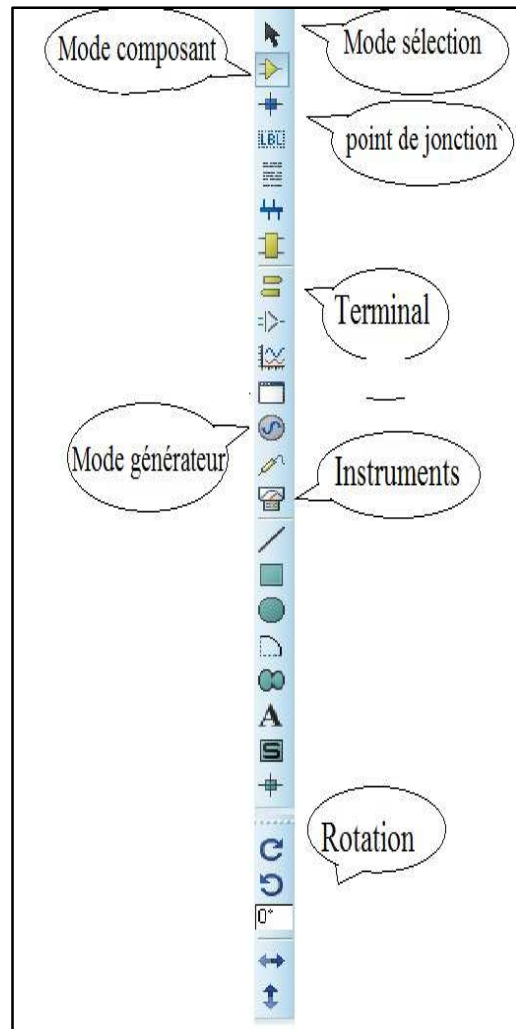 Mode composant
Mode sélection
point de jonction
LBL
Terminal
Mode générateur
Instruments
A
S
Rotation
0°